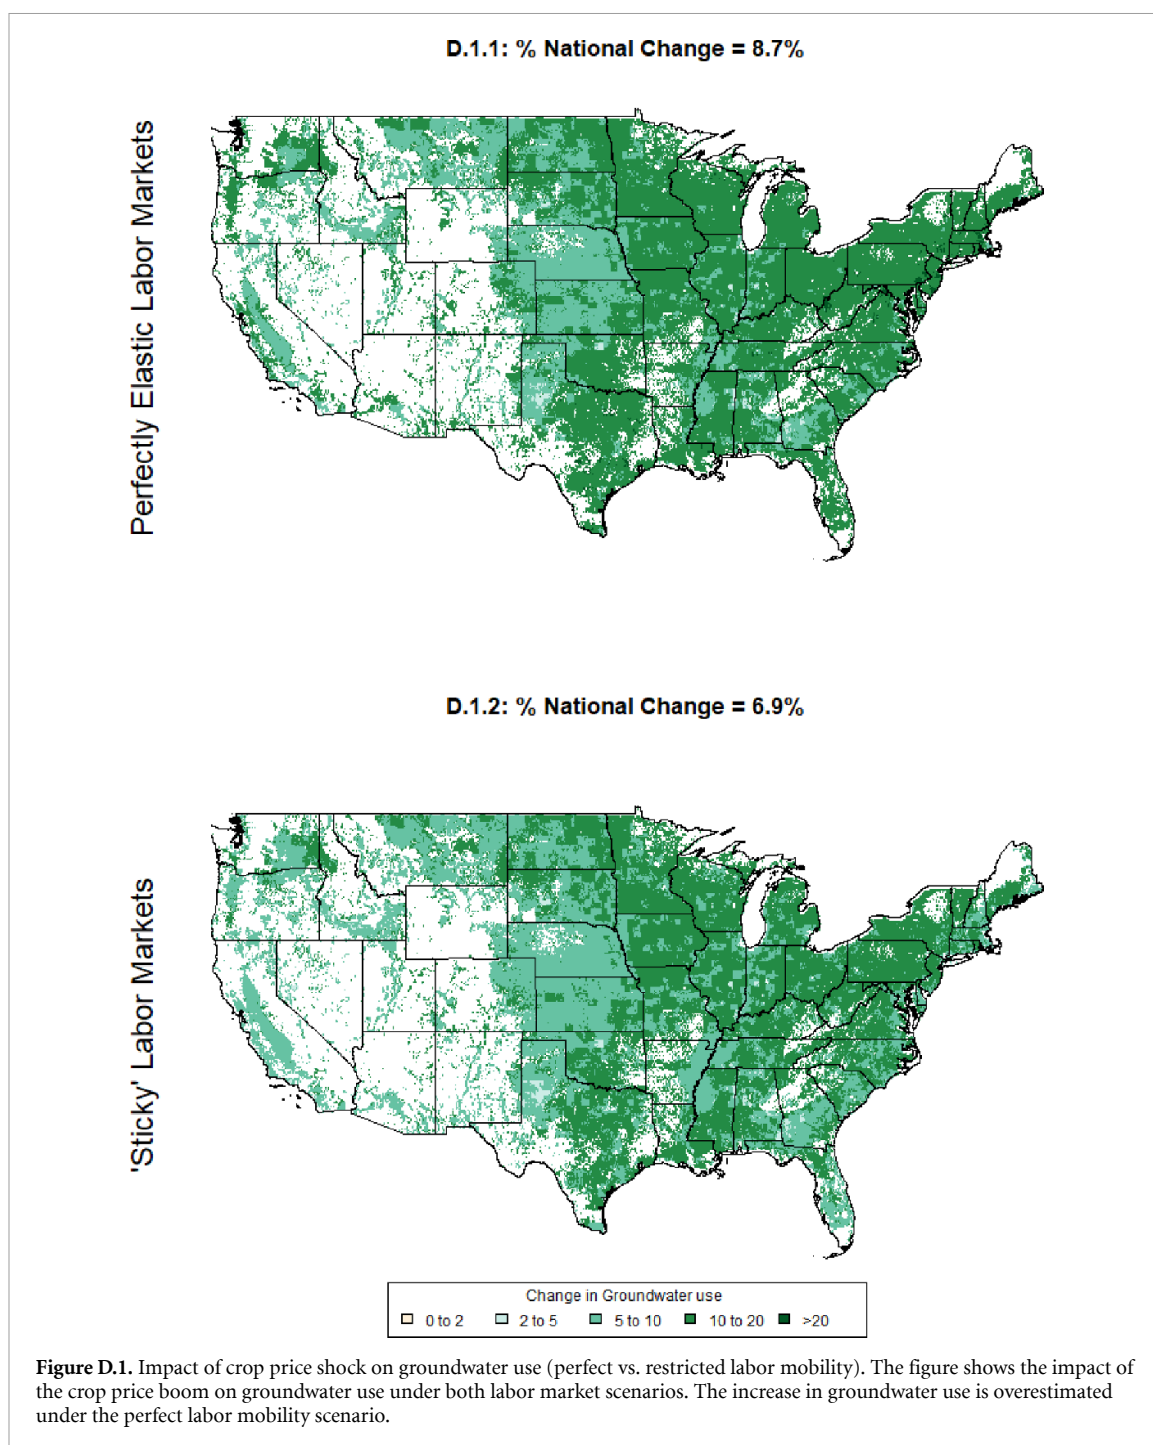 D.1.1: % National Change = 8.7%
Perfectly Elastic Labor Markets
D.1.2: % National Change = 6.9%
'Sticky' Labor Markets
Change in Groundwater use
0 to 2 2 to 5 5 to 10 10 to 20 >20
Figure D.1. Impact of crop price shock on groundwater use (perfect vs. restricted labor mobility). The figure shows the impact of
the crop price boom on groundwater use under both labor market scenarios. The increase in groundwater use is overestimated
under the perfect labor mobility scenario.